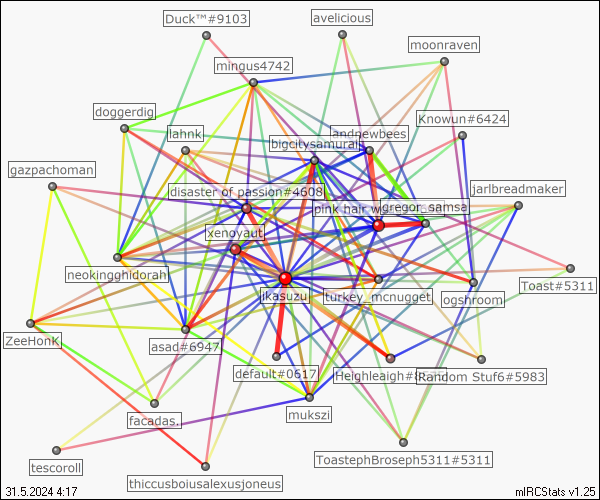 Duck™#9103
avelicious
moonraven
mingus4742
doggerdig
Knowun#6424
andrewbees
lahnk
bigcitysamurai
gazpachoman
jarlbreadmaker
disaster of passion#4608
pink hair w
gregor_samsa
xenoyaut
neokingghidorah
Toast#5311
jkasuzu
turkey_mcnugget
ogshroom
ZeeHonK
asad#6947
default#0617
Heighleaigh#
Random Stuf6#5983
mukszi
facadas.
ToastephBroseph5311#5311
tescoroll
thiccusboiusalexusjoneus
31.5.2024 4:17
mIRCStats v1.25